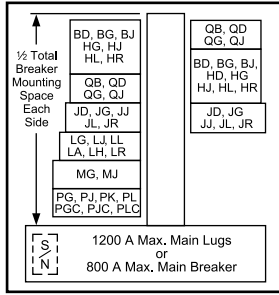 ½ Total
Breaker
Mounting
Space
Each
Side
BD, BG, BJ
HG, HJ
HL, HR
QB, QD
QG, QJ
JD, JG, JJ
JL, JR
LG, LJ, LL
LA, LH, LR
MG, MJ
PG, PJ, PK, PL
PGC, PJC, PLC
QB, QD
QG, QJ
BD, BG, BJ,
HD, HG
HJ, HL, HR
JD, JG
JJ, JL, JR
S
N
1200 A Max. Main Lugs
or
800 A Max. Main Breaker